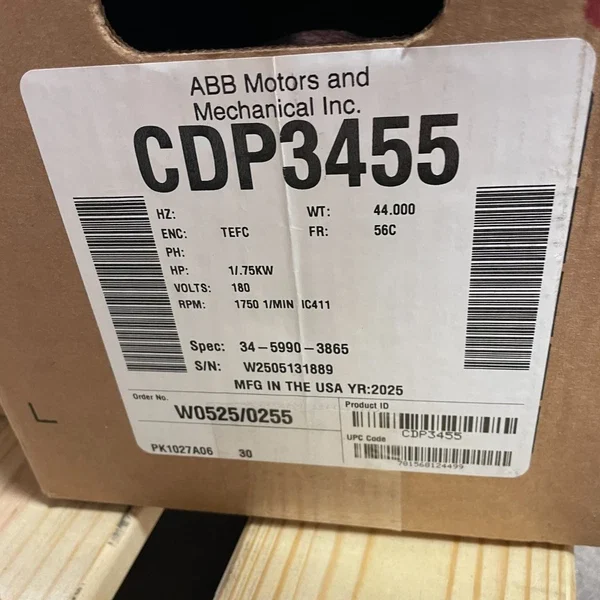 ABB Motors and
Mechanical Inc.
CDP3455
HZ: WT: 44.000
ENC: TEFC FR: 56C
PH:
HP: 1/.75KW
VOLTS: 180
RPM: 1750 1/MIN IC411
Spec: 34-5990-3865
S/N: W2505131889
MFG IN THE USA YR:2025
Order No. Product ID
W0525/0255 CDP3455
UPC Code
PK1027A06 30 781568124499